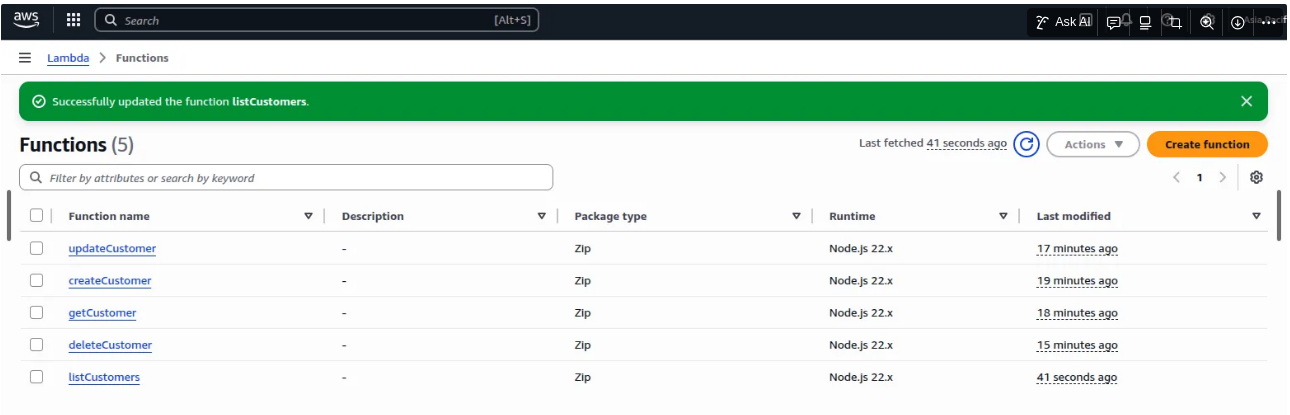 aws Search [Alt+S] Ask AI
Lambda > Functions
Successfully updated the function listCustomers.
Functions (5) Last fetched 41 seconds ago Actions Create function
Filter by attributes or search by keyword 1
Function name Description Package type Runtime Last modified
updateCustomer - Zip Node.js 22.x 17 minutes ago
createCustomer - Zip Node.js 22.x 19 minutes ago
getCustomer - Zip Node.js 22.x 18 minutes ago
deleteCustomer - Zip Node.js 22.x 15 minutes ago
listCustomers - Zip Node.js 22.x 41 seconds ago